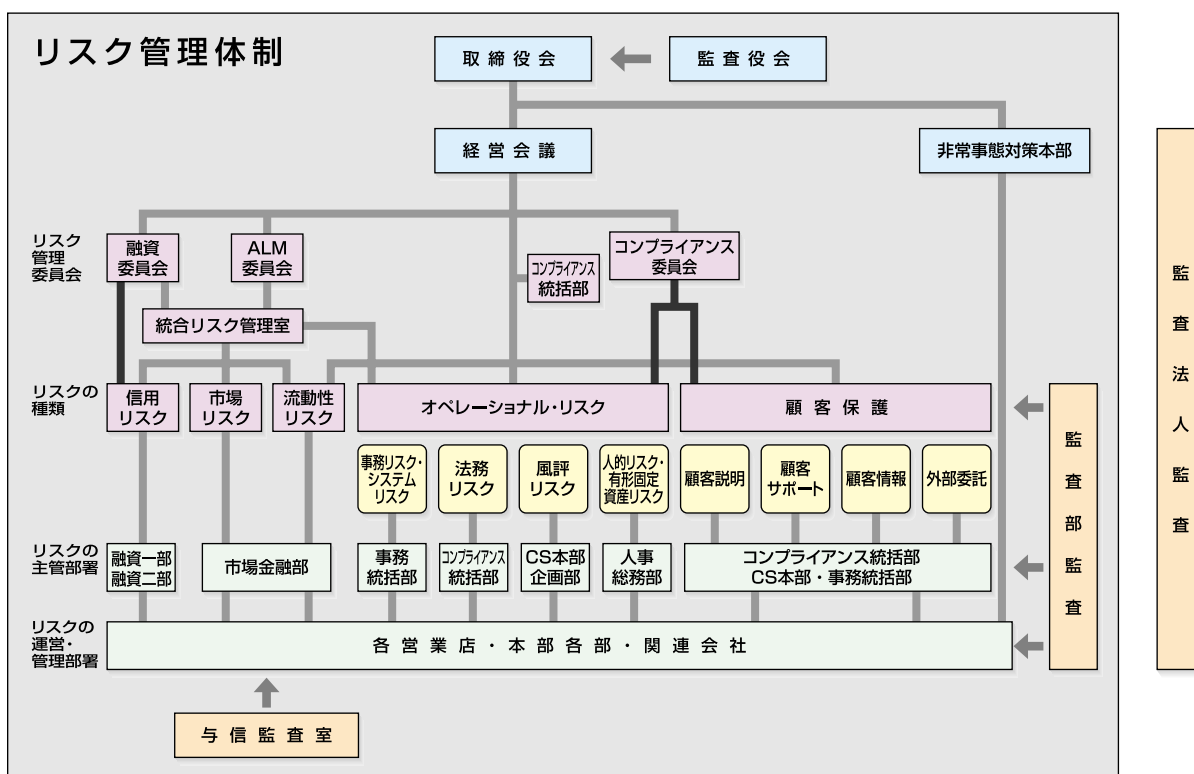 リスク管理体制
取締役会
監査役会
経営会議
非常事態対策本部
リスク
管理
委員会
融資
委員会
ALM
委員会
コンプライアンス
統括部
コンプライアンス
委員会
統合リスク管理室
リスクの
種類
信用
リスク
市場
リスク
流動性
リスク
オペレーショナル・リスク
顧客保護
事務リスク・
システム
リスク
法務
リスク
風評
リスク
人的リスク・
有形固定
資産リスク
顧客説明
顧客
サポート
顧客情報
外部委託
リスクの
主管部署
融資一部
融資二部
市場金融部
事務
統括部
コンプライアンス
統括部
CS本部
企画部
人事
総務部
コンプライアンス統括部
CS本部・事務統括部
リスクの
運営・
管理部署
各営業店・本部各部・関連会社
与信監査室
監査部監査
監査法人監査